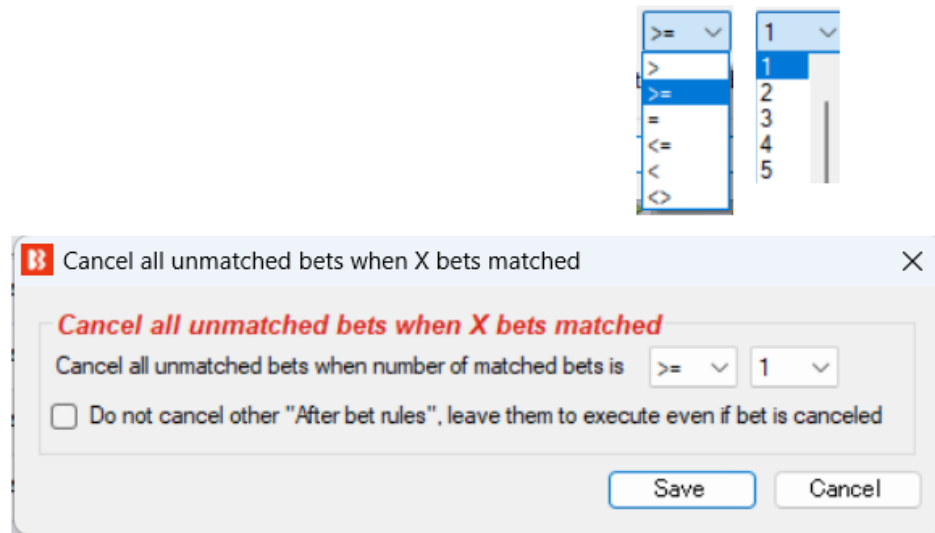 >= 1
> 1
>= 2
= 3
<= 4
< 5
<>
Cancel all unmatched bets when X bets matched
Cancel all unmatched bets when X bets matched
Cancel all unmatched bets when number of matched bets is >= 1
Do not cancel other "After bet rules", leave them to execute even if bet is canceled
Save Cancel